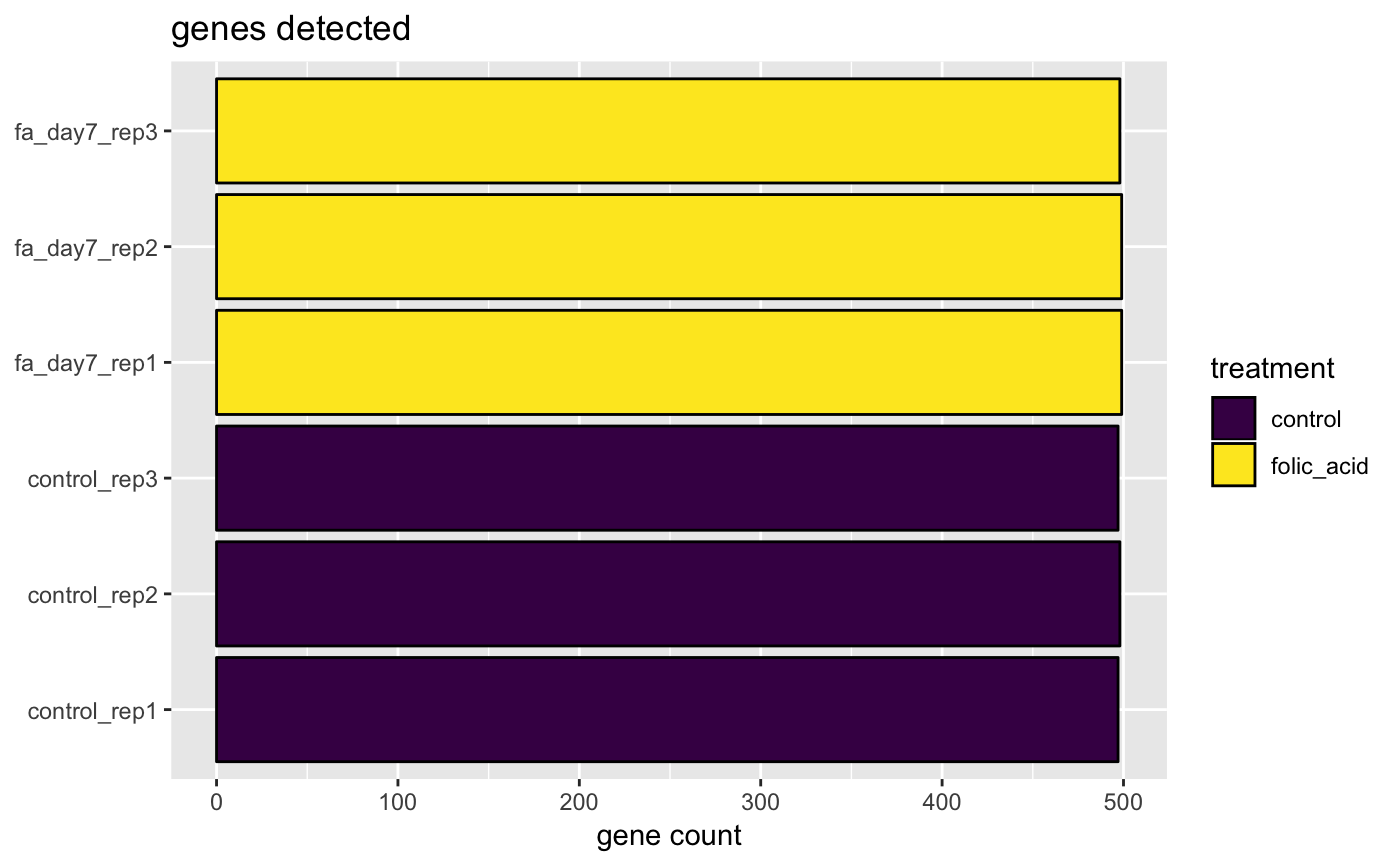 genes detected
fa_day7_rep3
fa_day7_rep2
fa_day7_rep1
control_rep3
control_rep2
control_rep1
0 100 200 300 400 500
gene count
treatment
control
folic_acid